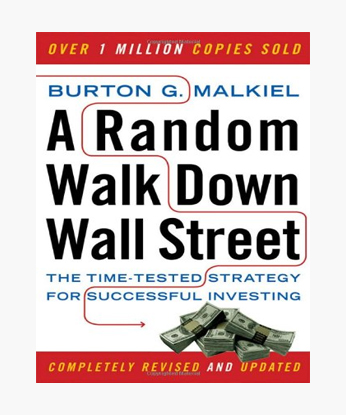 OVER 1 MILLION COPIES SOLD
BURTON G. MALKIEL
A Random
Walk Down
Wall Street
THE TIME-TESTED STRATEGY
FOR SUCCESSFUL INVESTING
COMPLETELY REVISED AND UPDATED